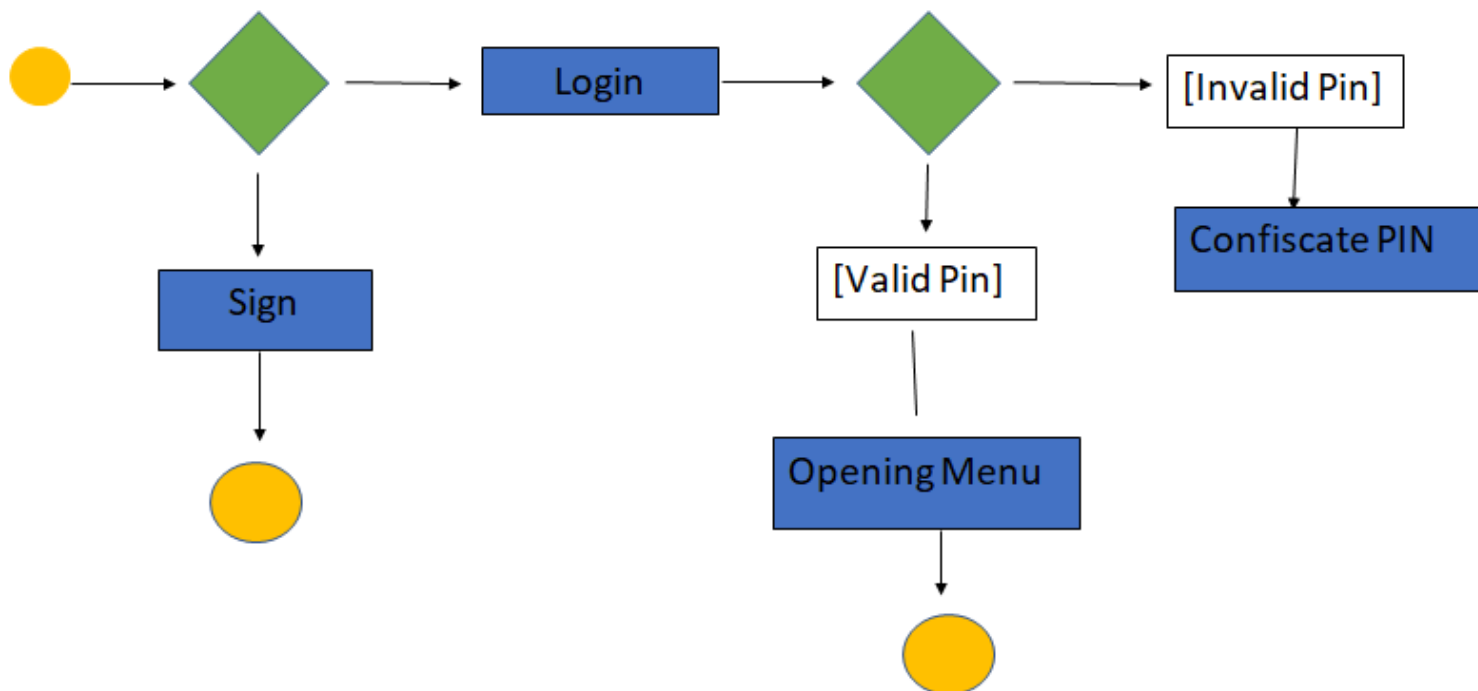 Login
[Invalid Pin]
Confiscate PIN
[Valid Pin]
Sign
Opening Menu